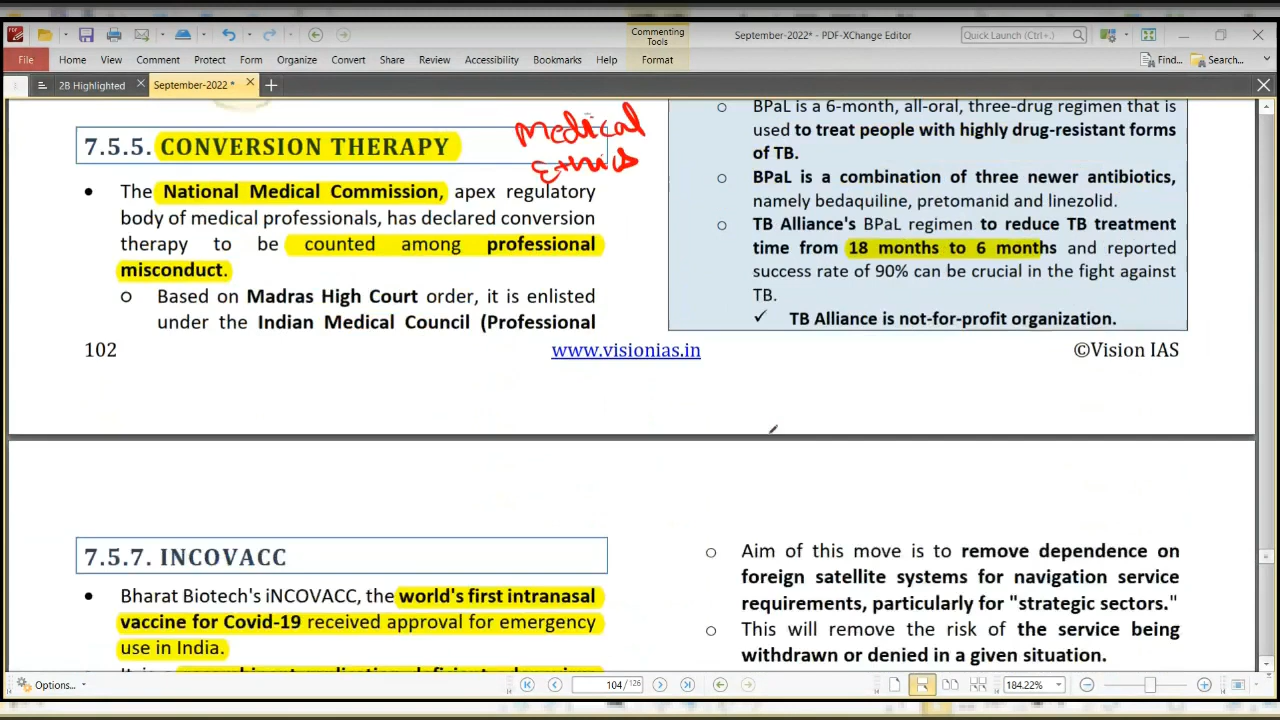 Commenting
Tools
September-2022* - PDF-XChange Editor
Quick Launch (Ctrl+.)
File
Home
View
Comment
Protect
Form
Organize
Convert
Share
Review
Accessibility
Bookmarks
Help
Format
Find...
Search...
1
2B Highlighted
September-2022 *
7.5.5. CONVERSION THERAPY
Medical
Ethics
• The National Medical Commission, apex regulatory
body of medical professionals, has declared conversion
therapy to be counted among professional
misconduct.
o Based on Madras High Court order, it is enlisted
under the Indian Medical Council (Professional
o BPaL is a 6-month, all-oral, three-drug regimen that is
used to treat people with highly drug-resistant forms
of TB.
o BPaL is a combination of three newer antibiotics,
namely bedaquiline, pretomanid and linezolid.
o TB Alliance's BPaL regimen to reduce TB treatment
time from 18 months to 6 months and reported
success rate of 90% can be crucial in the fight against
TB.
✓ TB Alliance is not-for-profit organization.
102
www.visionias.in
©Vision IAS
7.5.7. INCOVACC
• Bharat Biotech's iNCOVACC, the world's first intranasal
vaccine for Covid-19 received approval for emergency
use in India.
o Aim of this move is to remove dependence on
foreign satellite systems for navigation service
requirements, particularly for "strategic sectors."
o This will remove the risk of the service being
withdrawn or denied in a given situation.
Options...
104 / 126
184.22%